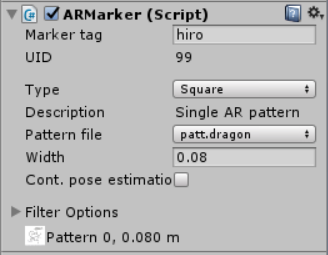 ARMarker (Script)
Marker tag hiro
UID 99
Type Square
Description Single AR pattern
Pattern file patt.dragon
Width 0.08
Cont. pose estimatio
Filter Options
Pattern 0, 0.080 m